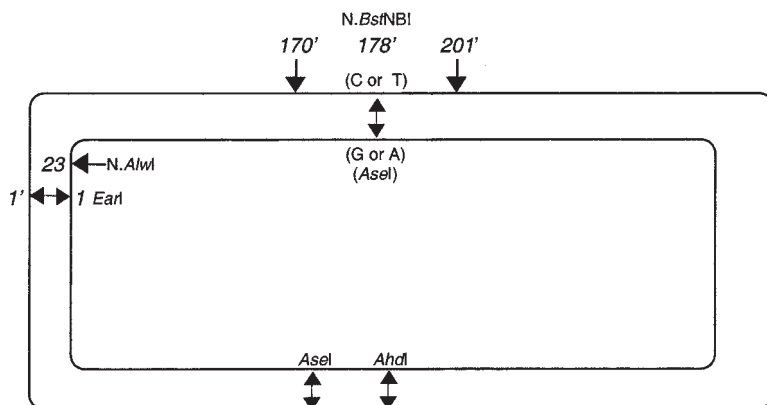 N.BstNBI
170' 178' 201'
(C or T)
(G or A)
(AseI)
23 N.AlwI
1' 1 EarI
AseI AhdI